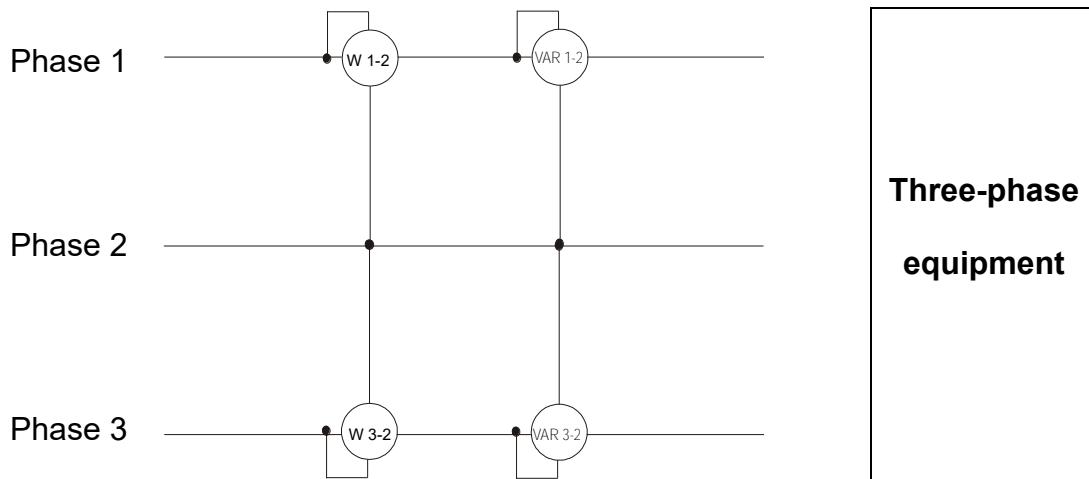 Phase 1
W 1-2
VAR 1-2
Phase 2
Three-phase
equipment
Phase 3
W 3-2
VAR 3-2